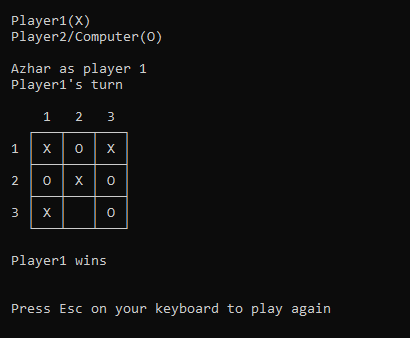 Player1(X)
Player2/Computer(O)
Azhar as player 1
Player1's turn
1 2 3
1 X O X
2 O X O
3 X O
Player1 wins
Press Esc on your keyboard to play again